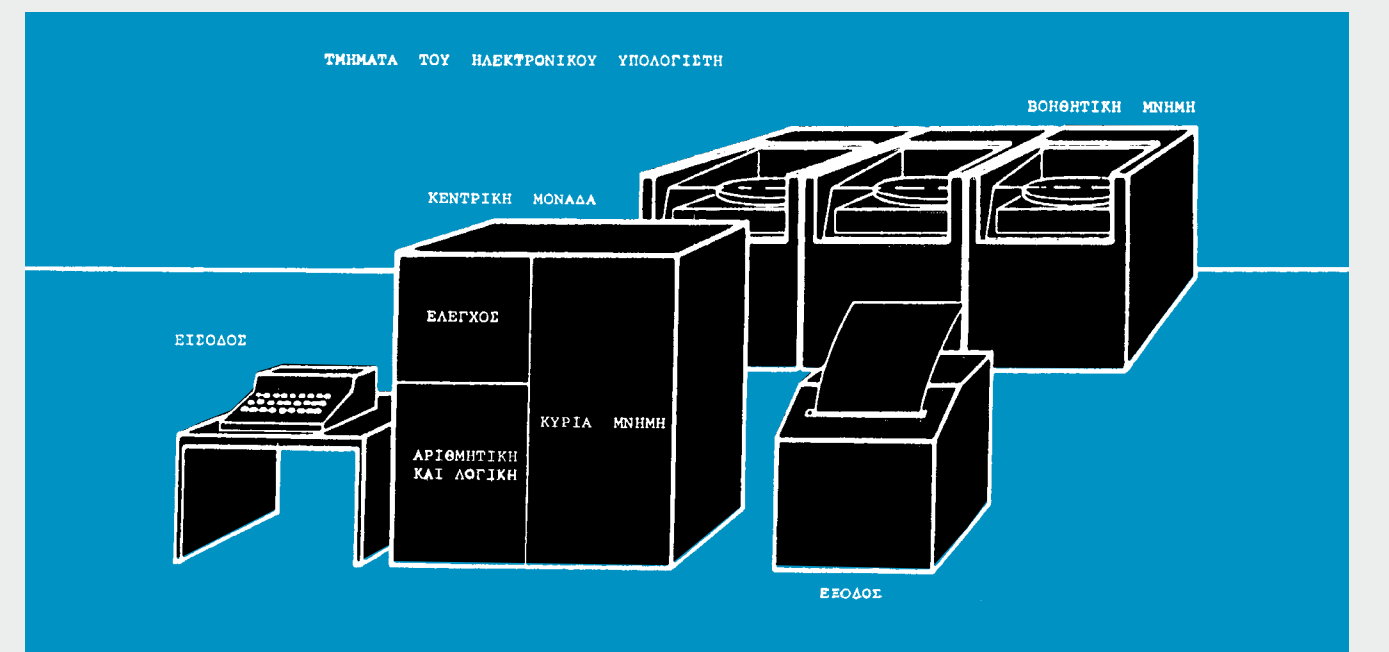 ΤΜΗΜΑΤΑ ΤΟΥ ΗΛΕΚΤΡΟΝΙΚΟΥ ΥΠΟΛΟΓΙΣΤΗ
ΒΟΗΘΗΤΙΚΗ ΜΝΗΜΗ
ΚΕΝΤΡΙΚΗ ΜΟΝΑΔΑ
ΕΛΕΓΧΟΣ
ΕΙΣΟΔΟΣ
ΚΥΡΙΑ ΜΝΗΜΗ
ΑΡΙΘΜΗΤΙΚΗ
ΚΑΙ ΛΟΓΙΚΗ
ΕΞΟΔΟΣ